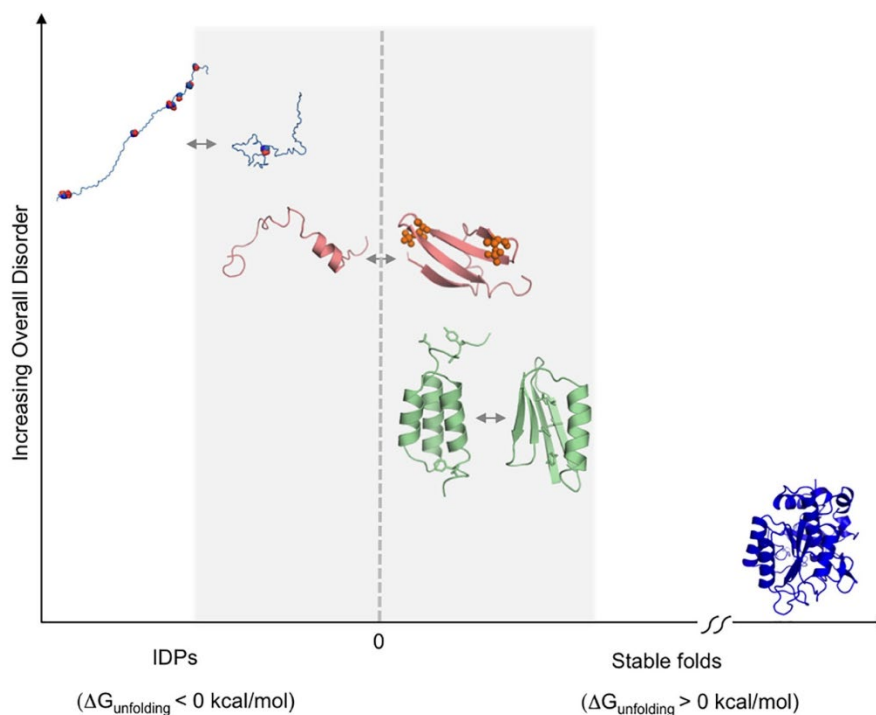 Increasing Overall Disorder
0
IDPs
Stable folds
(ΔGunfolding < 0 kcal/mol)
(ΔGunfolding > 0 kcal/mol)